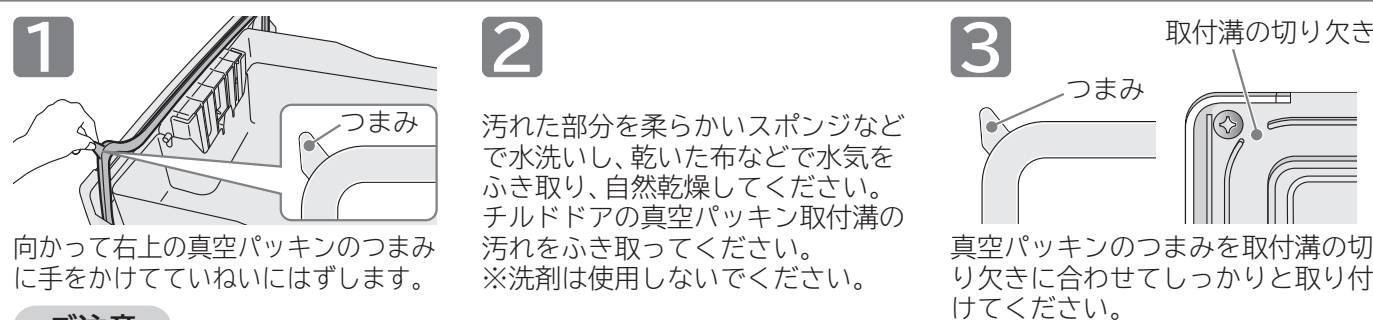 1
つまみ
向かって右上の真空パッキンのつまみ
に手をかけてていねいにはずします。
2
汚れた部分を柔らかいスポンジなど
で水洗いし、乾いた布などで水気を
ふき取り、自然乾燥してください。
チルドドアの真空パッキン取付溝の
汚れをふき取ってください。
※洗剤は使用しないでください。
3
取付溝の切り欠き
つまみ
真空パッキンのつまみを取付溝の切
り欠きに合わせてしっかりと取り付
けてください。